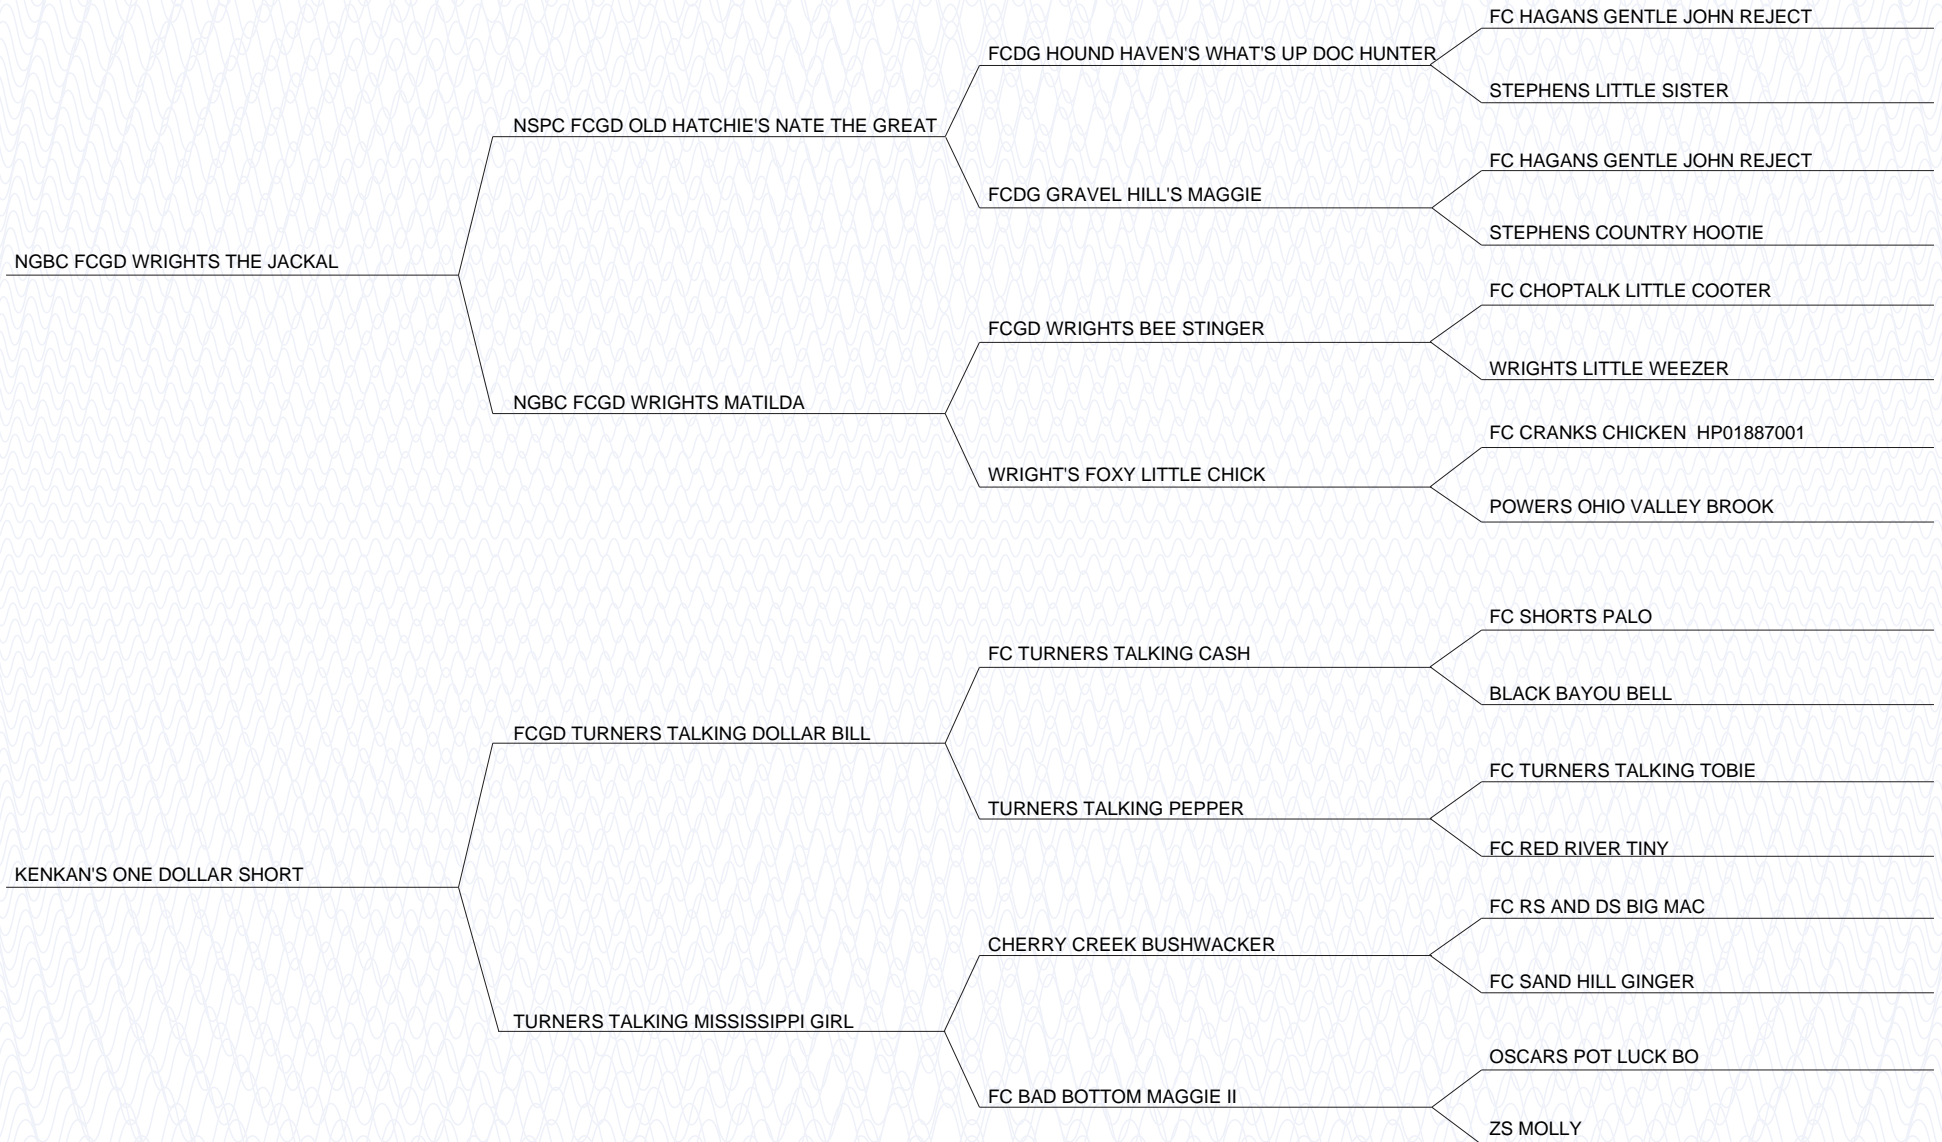 FC HAGANS GENTLE JOHN REJECT
FCDG HOUND HAVEN'S WHAT'S UP DOC HUNTER
STEPHENS LITTLE SISTER
NSPC FCGD OLD HATCHIE'S NATE THE GREAT
FC HAGANS GENTLE JOHN REJECT
FCDG GRAVEL HILL'S MAGGIE
STEPHENS COUNTRY HOOTIE
NGBC FCGD WRIGHTS THE JACKAL
FC CHOPTALK LITTLE COOTER
FCGD WRIGHTS BEE STINGER
WRIGHTS LITTLE WEEZER
NGBC FCGD WRIGHTS MATILDA
FC CRANKS CHICKEN  HP01887001
WRIGHT'S FOXY LITTLE CHICK
POWERS OHIO VALLEY BROOK
FC SHORTS PALO
FC TURNERS TALKING CASH
BLACK BAYOU BELL
FCGD TURNERS TALKING DOLLAR BILL
FC TURNERS TALKING TOBIE
TURNERS TALKING PEPPER
FC RED RIVER TINY
KENKAN'S ONE DOLLAR SHORT
FC RS AND DS BIG MAC
CHERRY CREEK BUSHWACKER
FC SAND HILL GINGER
TURNERS TALKING MISSISSIPPI GIRL
OSCARS POT LUCK BO
FC BAD BOTTOM MAGGIE II
ZS MOLLY